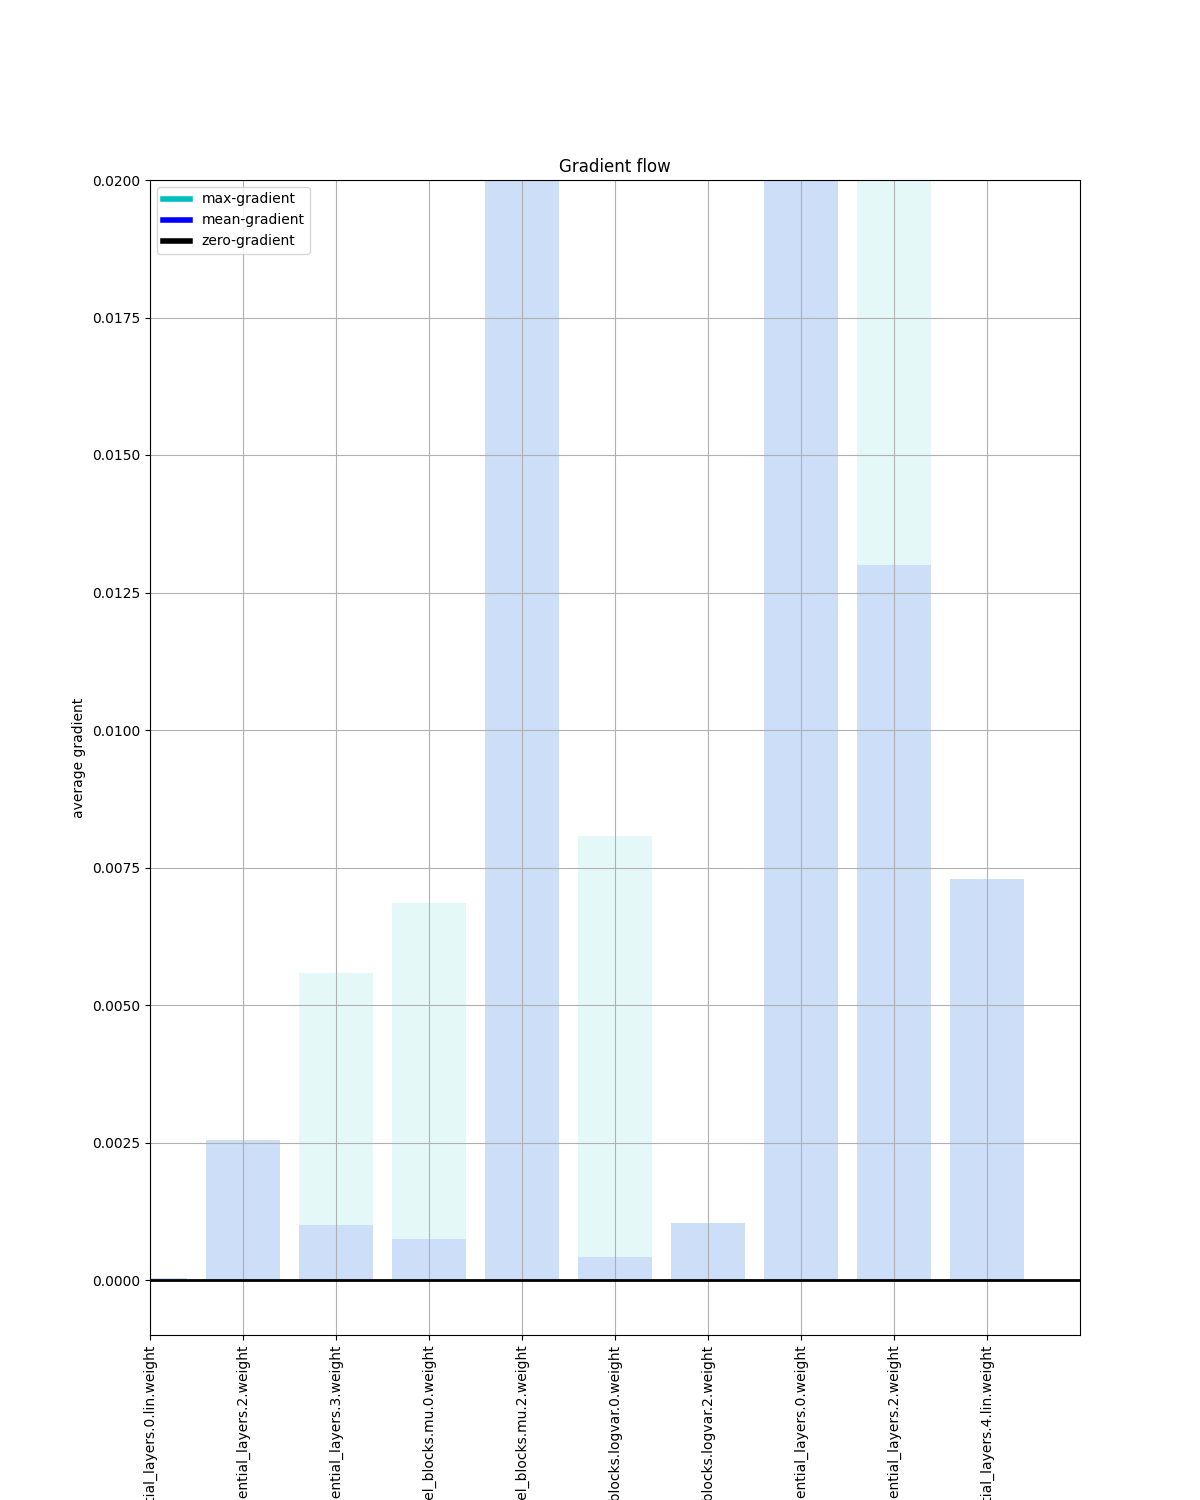 Gradient flow
max-gradient
mean-gradient
zero-gradient
average gradient
0.0200
0.0175
0.0150
0.0125
0.0100
0.0075
0.0050
0.0025
0.0000
tial_layers.0.lin.weight
ential_layers.2.weight
ential_layers.3.weight
el_blocks.mu.0.weight
el_blocks.mu.2.weight
blocks.logvar.0.weight
blocks.logvar.2.weight
ential_layers.0.weight
ential_layers.2.weight
tial_layers.4.lin.weight